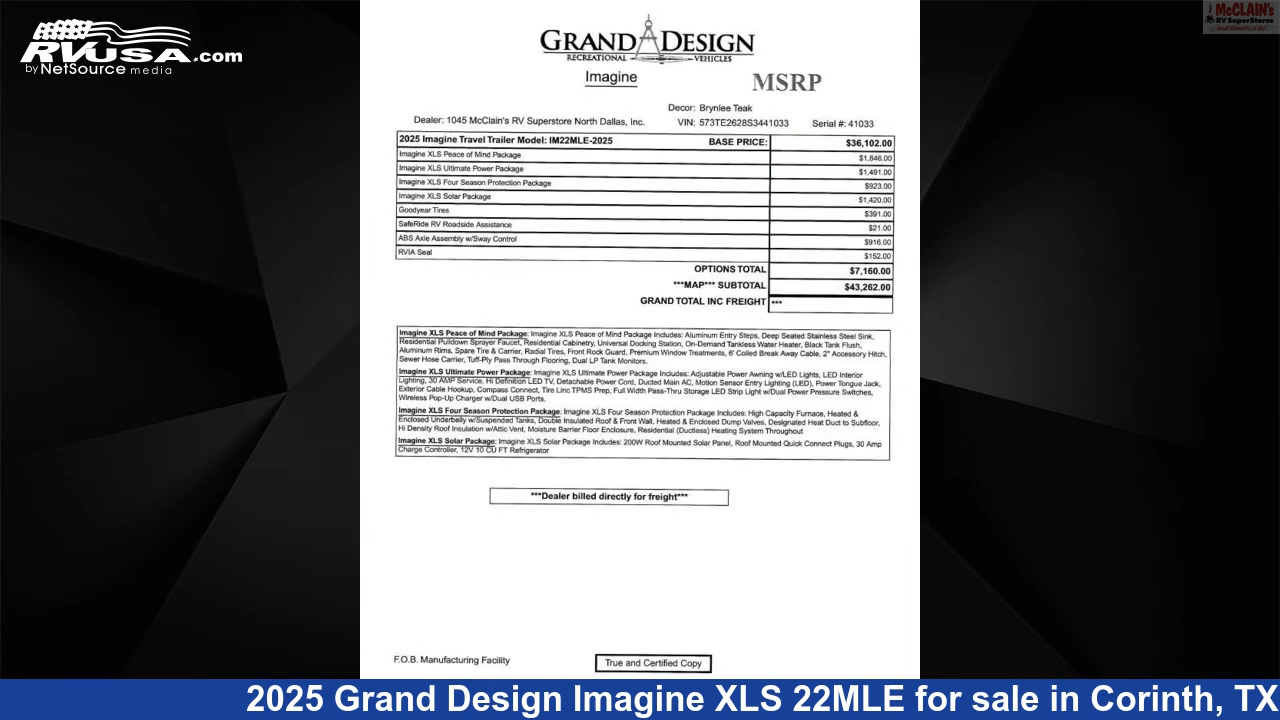 RVUSA.com
by NetSource media
McCLAIN's
RV SuperStores
GRAND DESIGN
RECREATIONAL VEHICLES
Imagine
MSRP
Decor: Brynlee Teak
Dealer: 1045 McClain's RV Superstore North Dallas, Inc. VIN: 573TE2628S3441033 Serial #: 41033
2025 Imagine Travel Trailer Model: IM22MLE-2025 BASE PRICE: $36,102.00
Imagine XLS Peace of Mind Package $1,846.00
Imagine XLS Ultimate Power Package $1,491.00
Imagine XLS Four Season Protection Package $923.00
Imagine XLS Solar Package $1,420.00
Goodyear Tires $391.00
SafeRide RV Roadside Assistance $21.00
ABS Axle Assembly w/Sway Control $916.00
RVIA Seal $152.00
OPTIONS TOTAL $7,160.00
***MAP*** SUBTOTAL $43,262.00
GRAND TOTAL INC FREIGHT ***
Imagine XLS Peace of Mind Package: Imagine XLS Peace of Mind Package Includes: Aluminum Entry Steps, Deep Seated Stainless Steel Sink,
Residential Pulldown Sprayer Faucet, Residential Cabinetry, Universal Docking Station, On-Demand Tankless Water Heater, Black Tank Flush,
Aluminum Rims, Spare Tire & Carrier, Radial Tires, Front Rock Guard, Premium Window Treatments, 6' Coiled Break Away Cable, 2" Accessory Hitch,
Sewer Hose Carrier, Tuff-Ply Pass Through Flooring, Dual LP Tank Monitors.
Imagine XLS Ultimate Power Package: Imagine XLS Ultimate Power Package Includes: Adjustable Power Awning w/LED Lights, LED Interior
Lighting, 30 AMP Service, Hi Definition LED TV, Detachable Power Cord, Ducted Main AC, Motion Sensor Entry Lighting (LED), Power Tongue Jack,
Exterior Cable Hookup, Compass Connect, Tire Linc TPMS Prep, Full Width Pass-Thru Storage LED Strip Light w/Dual Power Pressure Switches,
Wireless Pop-Up Charger w/Dual USB Ports.
Imagine XLS Four Season Protection Package: Imagine XLS Four Season Protection Package Includes: High Capacity Furnace, Heated &
Enclosed Underbelly w/Suspended Tanks, Double Insulated Roof & Front Wall, Heated & Enclosed Dump Valves, Designated Heat Duct to Subfloor,
Hi Density Roof Insulation w/Attic Vent, Moisture Barrier Floor Enclosure, Residential (Ductless) Heating System Throughout
Imagine XLS Solar Package: Imagine XLS Solar Package Includes: 200W Roof Mounted Solar Panel, Roof Mounted Quick Connect Plugs, 30 Amp
Charge Controller, 12V 10 CU FT Refrigerator
***Dealer billed directly for freight***
F.O.B. Manufacturing Facility
True and Certified Copy
2025 Grand Design Imagine XLS 22MLE for sale in Corinth, TX